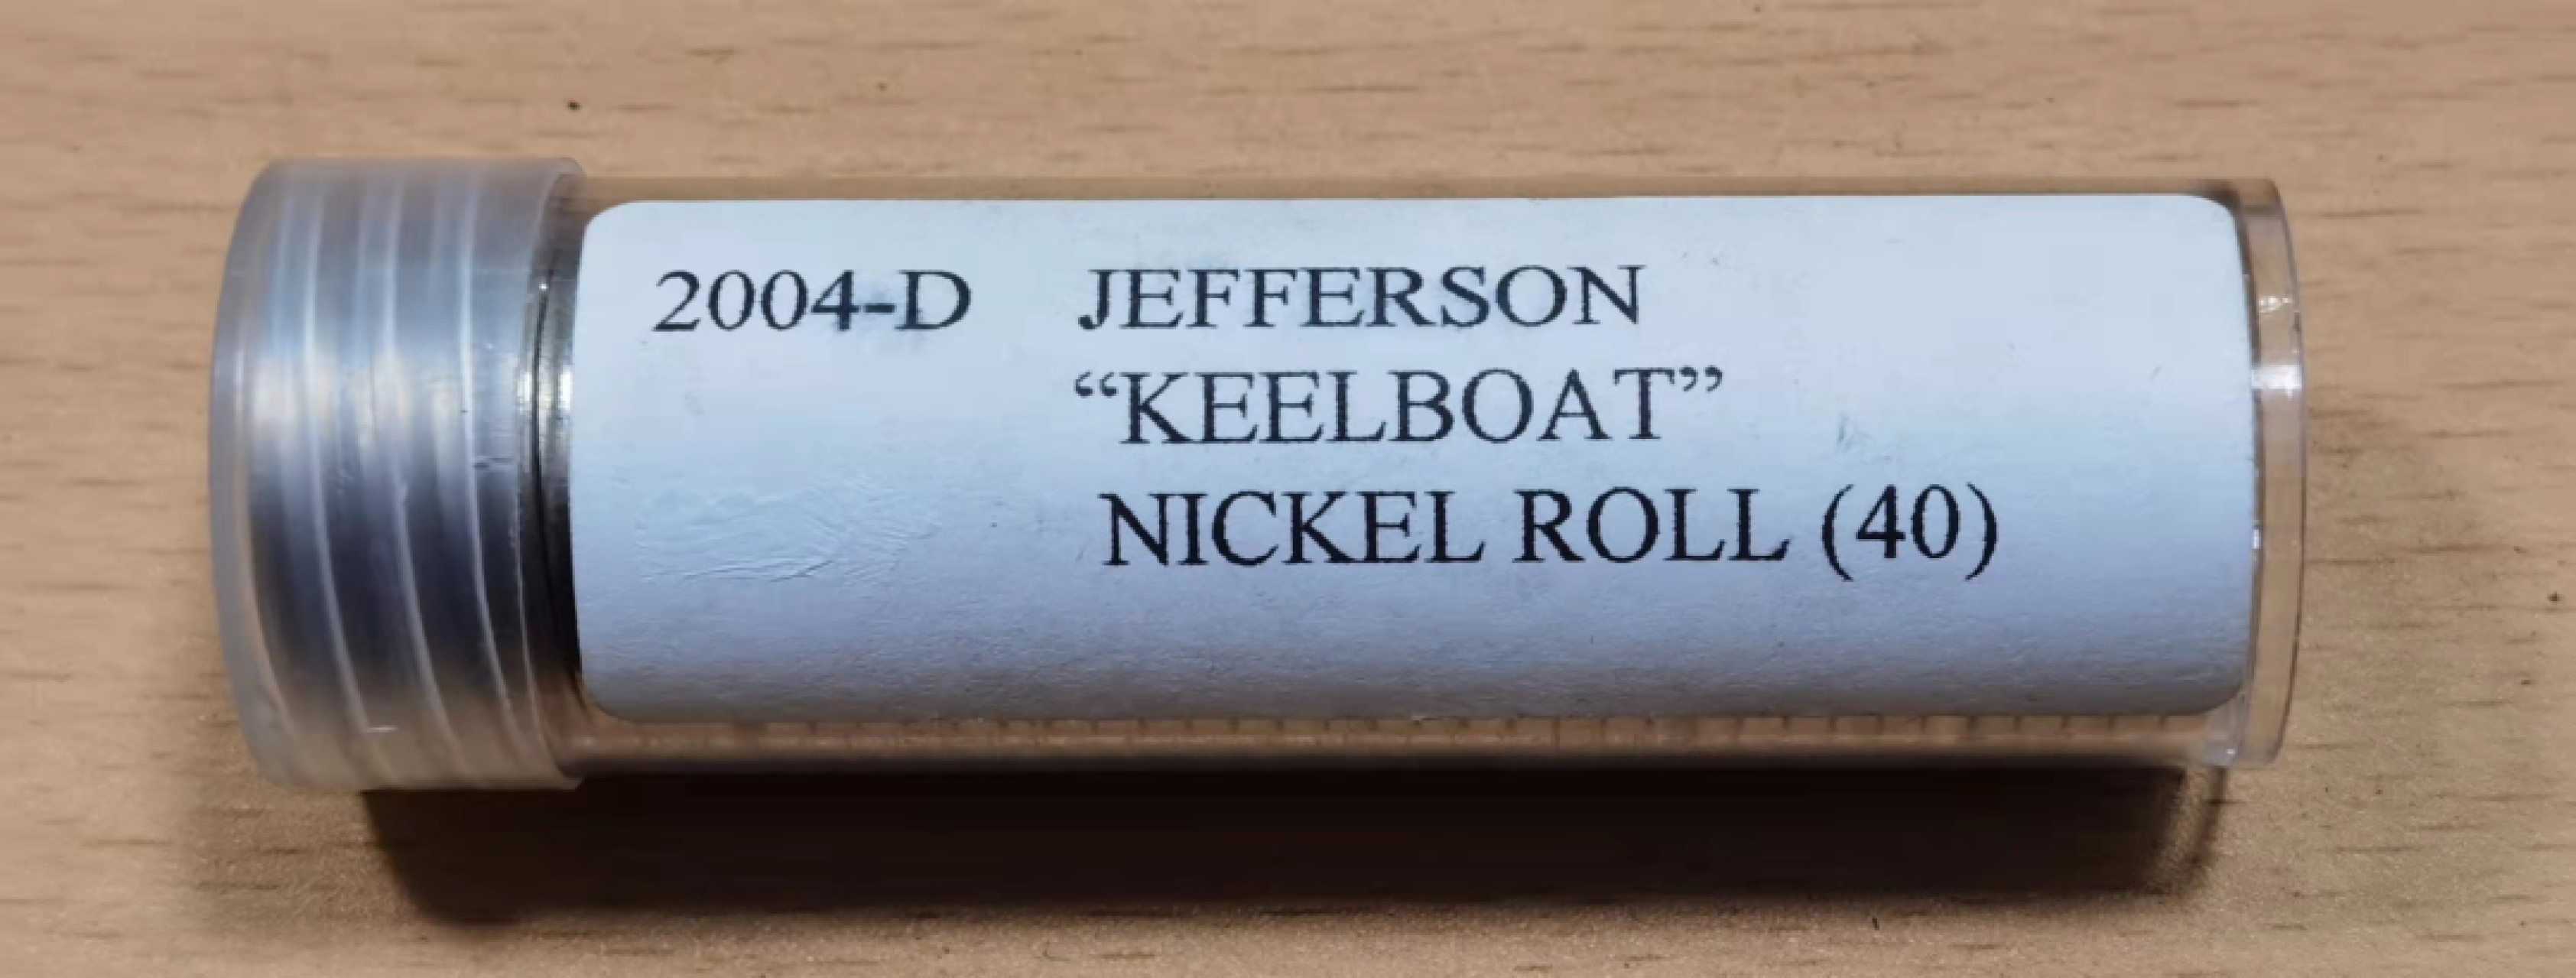 2004-D JEFFERSON
“KEELBOAT”
NICKEL ROLL (40)